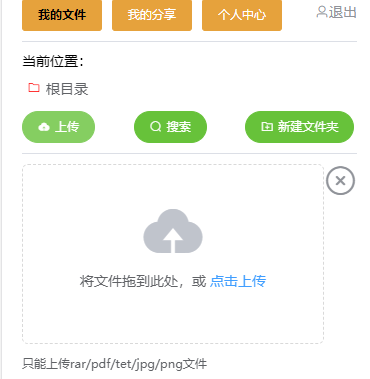 我的文件 我的分享 个人中心 退出
当前位置：
根目录
上传 搜索 新建文件夹
将文件拖到此处，或 点击上传
只能上传rar/pdf/tet/jpg/png文件